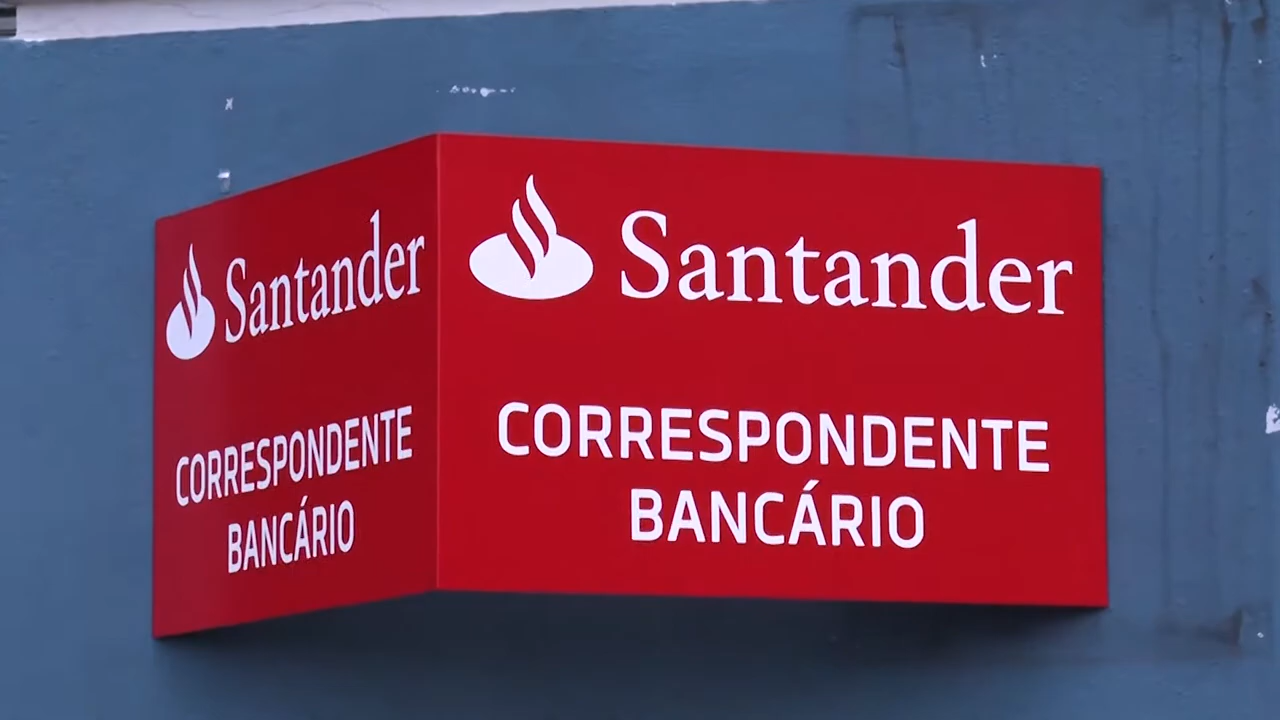 Santander
CORRESPONDENTE
BANCÁRIO
Santander
CORRESPONDENTE
BANCÁRIO